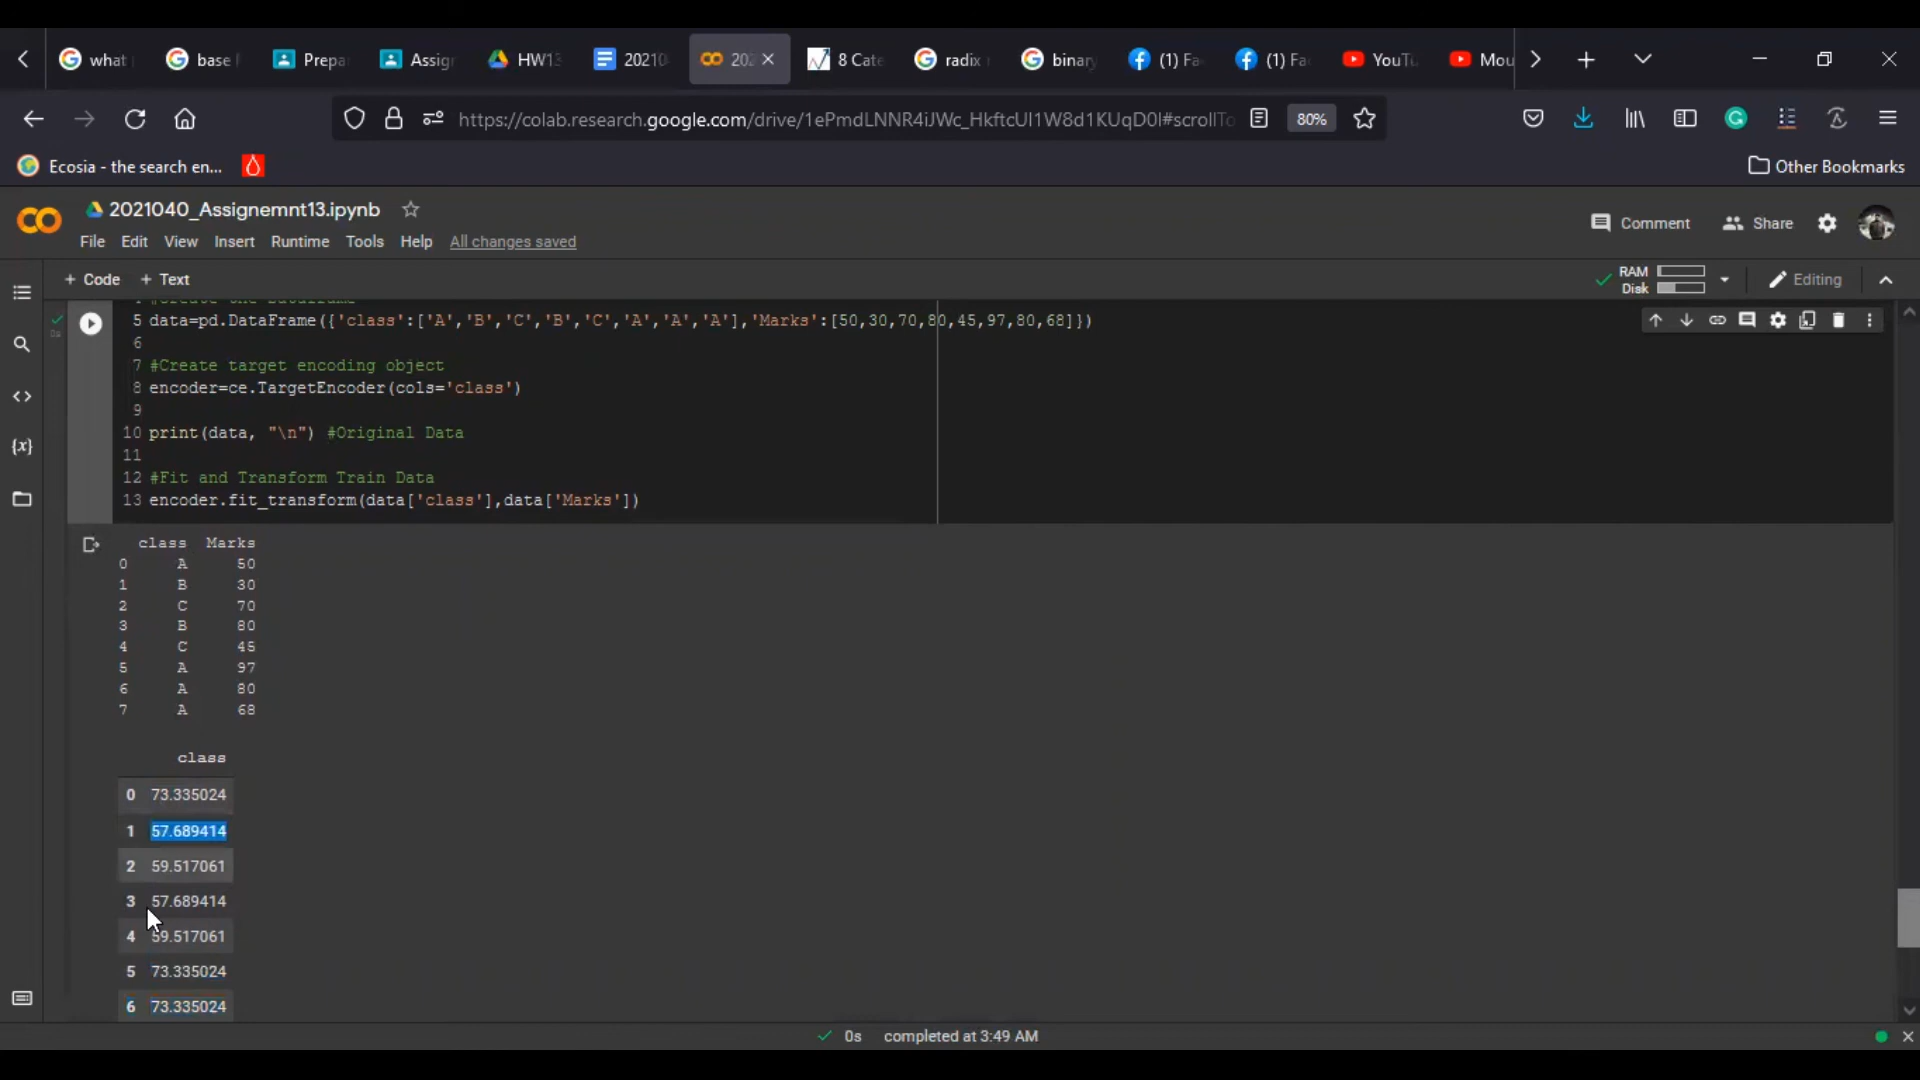 what
base
Prepa
Assig
HW13
20210
202
8 Cate
radix
binary
(1) Fa
(1) Fa
YouTu
Mou
https://colab.research.google.com/drive/1ePmdLNNR4iJWc_HkftcUl1W8d1KUqD0l#scrollTo
80%
Ecosia - the search en...
Other Bookmarks
2021040_Assignemnt13.ipynb
Comment Share
File Edit View Insert Runtime Tools Help All changes saved
+ Code + Text
RAM
Disk
Editing
5 data=pd.DataFrame({'class':['A','B','C','B','C','A','A','A'],'Marks':[50,30,70,80,45,97,80,68]})
6
7 #Create target encoding object
8 encoder=ce.TargetEncoder(cols='class')
9
10 print(data, "\n") #Original Data
11
12 #Fit and Transform Train Data
13 encoder.fit_transform(data['class'],data['Marks'])
class Marks
0 A 50
1 B 30
2 C 70
3 B 80
4 C 45
5 A 97
6 A 80
7 A 68
class
0 73.335024
1 57.689414
2 59.517061
3 57.689414
4 59.517061
5 73.335024
6 73.335024
0s completed at 3:49 AM